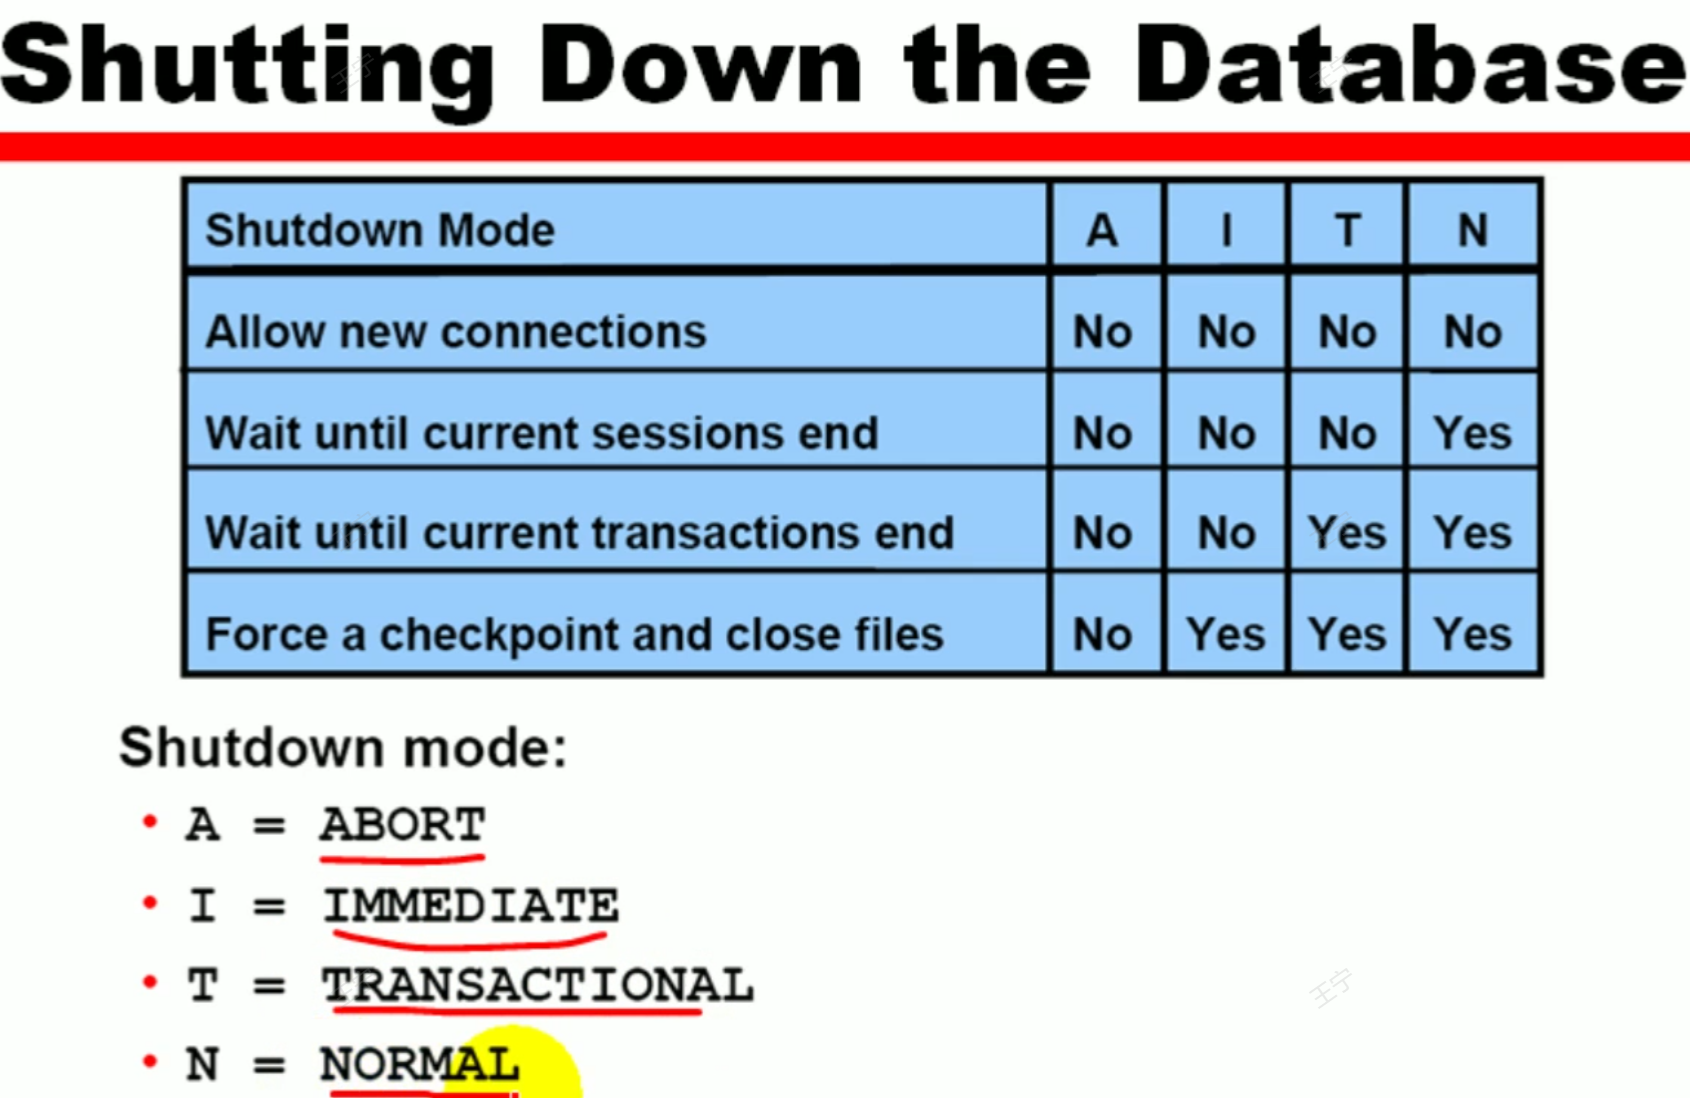 Shutting Down the Database
Shutdown Mode A I T N
Allow new connections No No No No
Wait until current sessions end No No No Yes
Wait until current transactions end No No Yes Yes
Force a checkpoint and close files No Yes Yes Yes
Shutdown mode:
• A = ABORT
• I = IMMEDIATE
• T = TRANSACTIONAL
• N = NORMAL
王宁